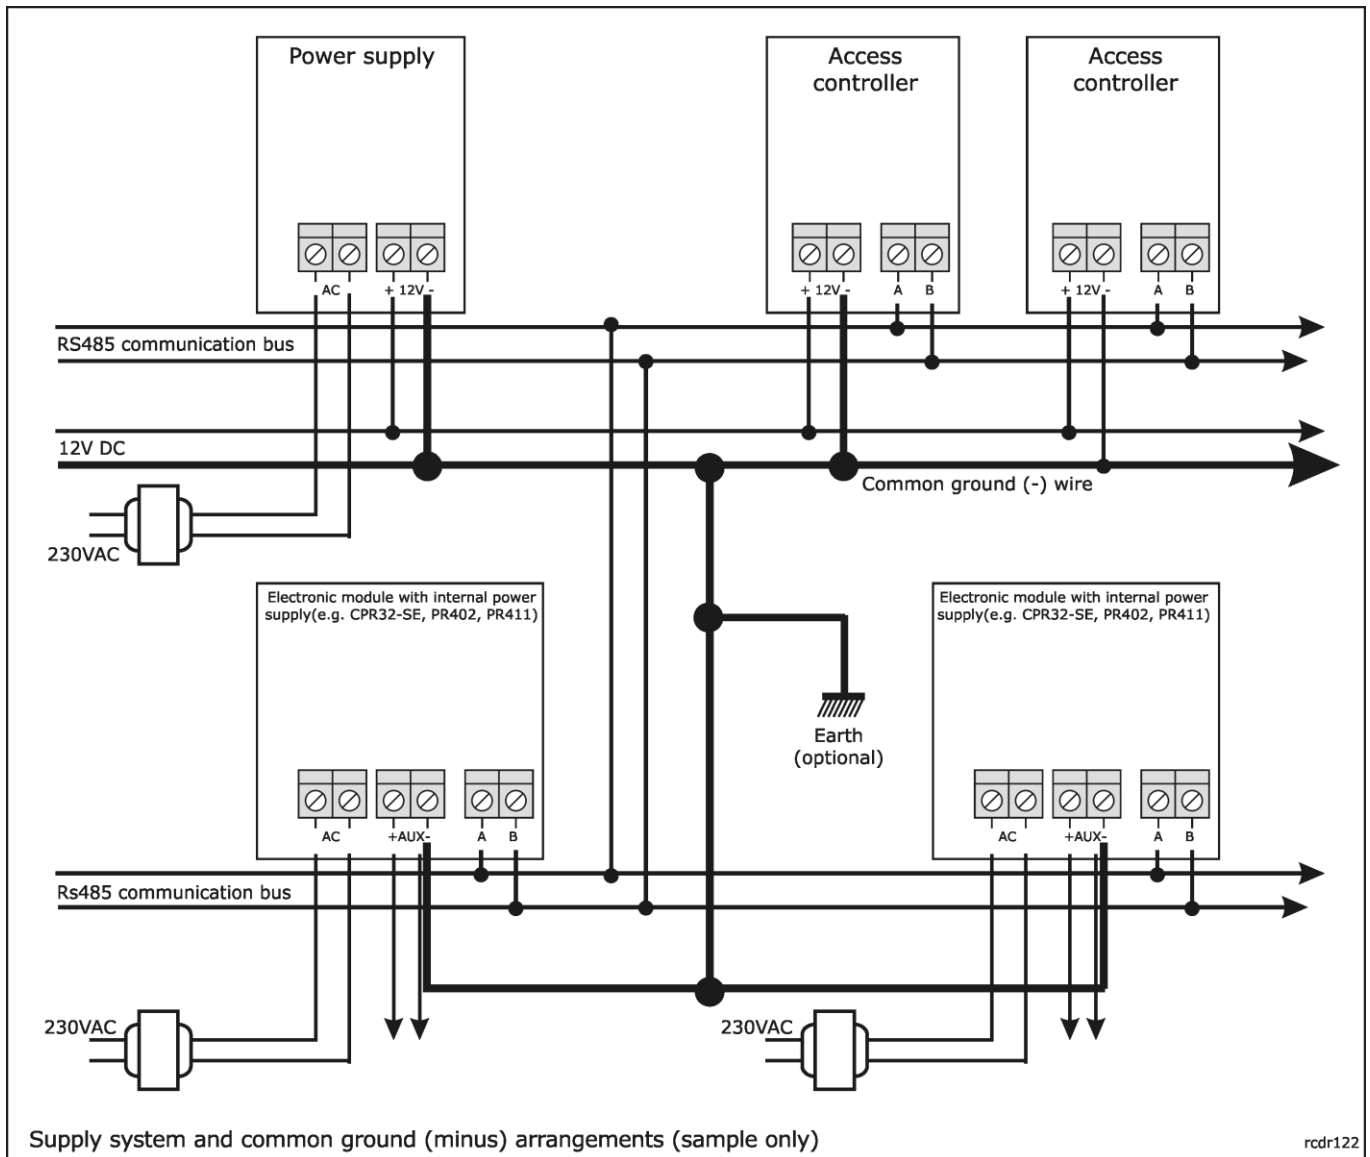 Power supply
Access
controller
Access
controller
AC
+ 12V -
+ 12V -
A
B
+ 12V -
A
B
RS485 communication bus
12V DC
Common ground (-) wire
230VAC
Electronic module with internal power
supply(e.g. CPR32-SE, PR402, PR411)
Electronic module with internal power
supply(e.g. CPR32-SE, PR402, PR411)
Earth
(optional)
AC
+AUX-
A
B
AC
+AUX-
A
B
Rs485 communication bus
230VAC
230VAC
Supply system and common ground (minus) arrangements (sample only)
rcdr122